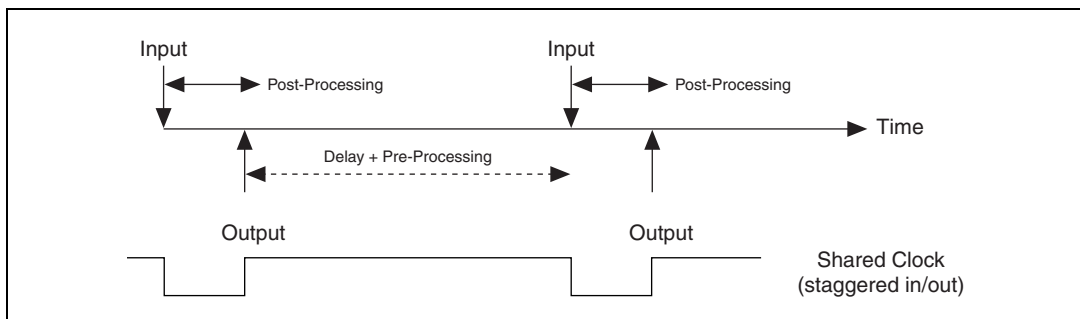 Input
Input
Post-Processing
Post-Processing
Time
Delay + Pre-Processing
Output
Output
Shared Clock
(staggered in/out)